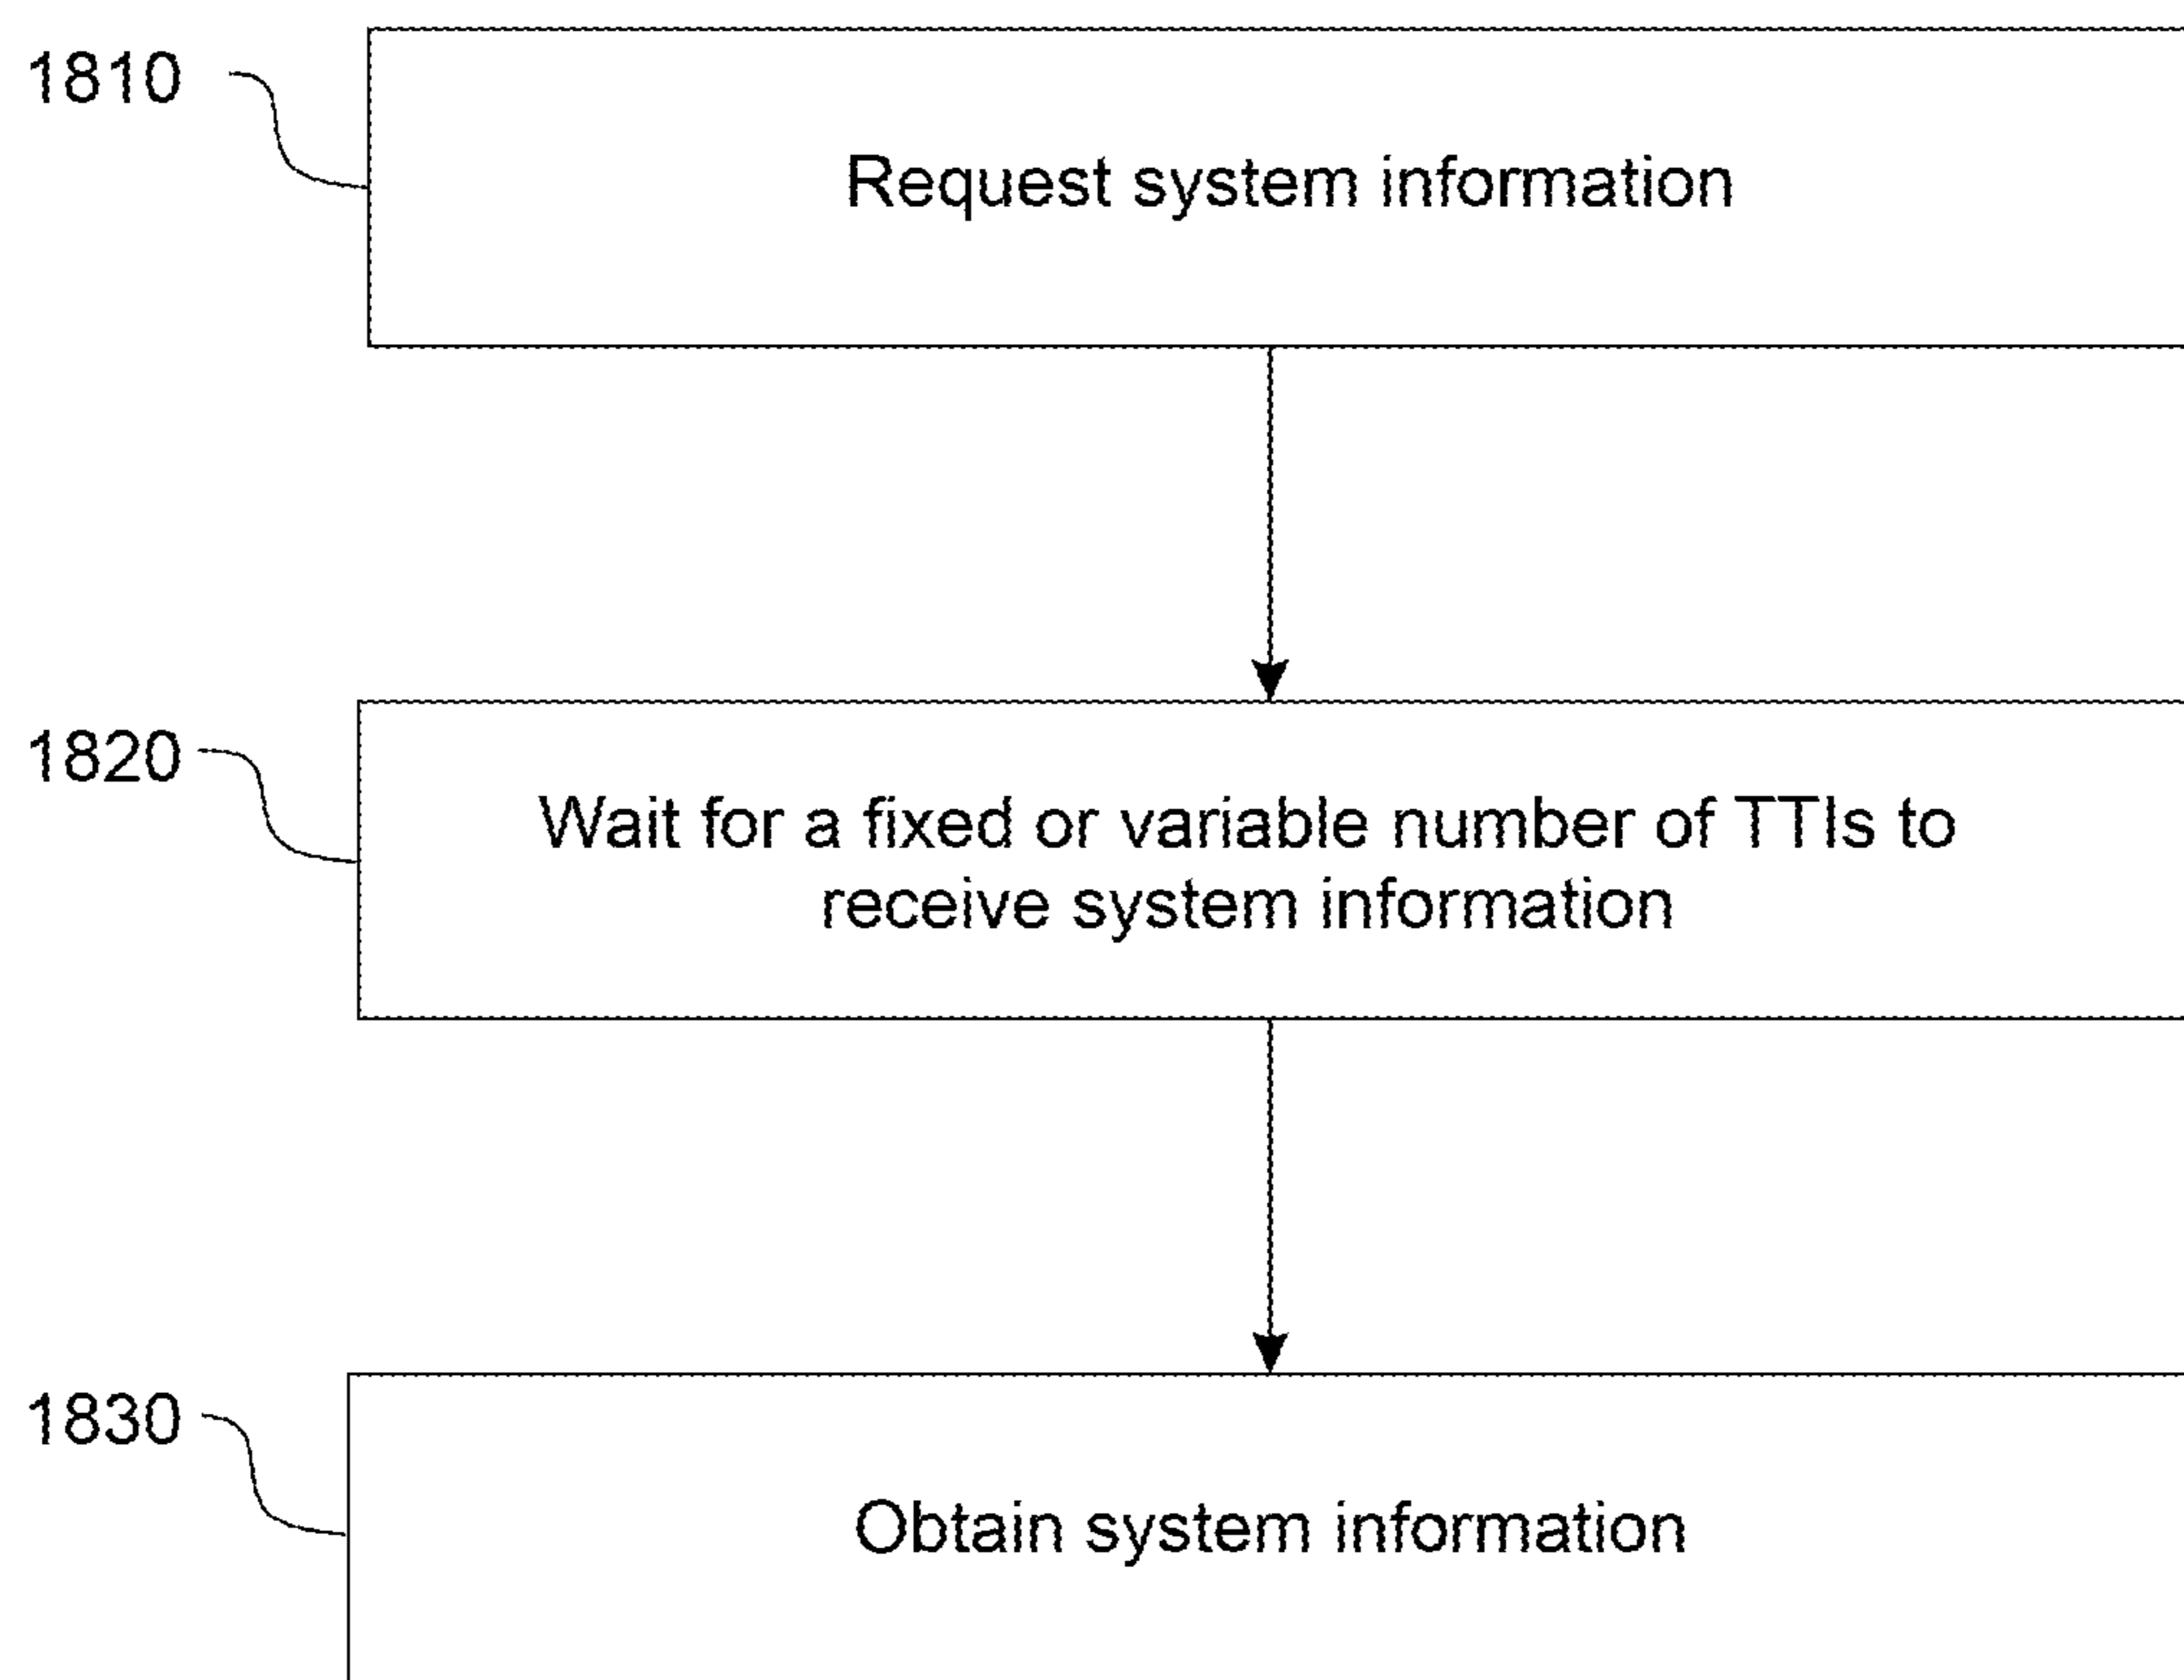 1810
Request system information
1820
Wait for a fixed or variable number of TTIs to
receive system information
1830
Obtain system information